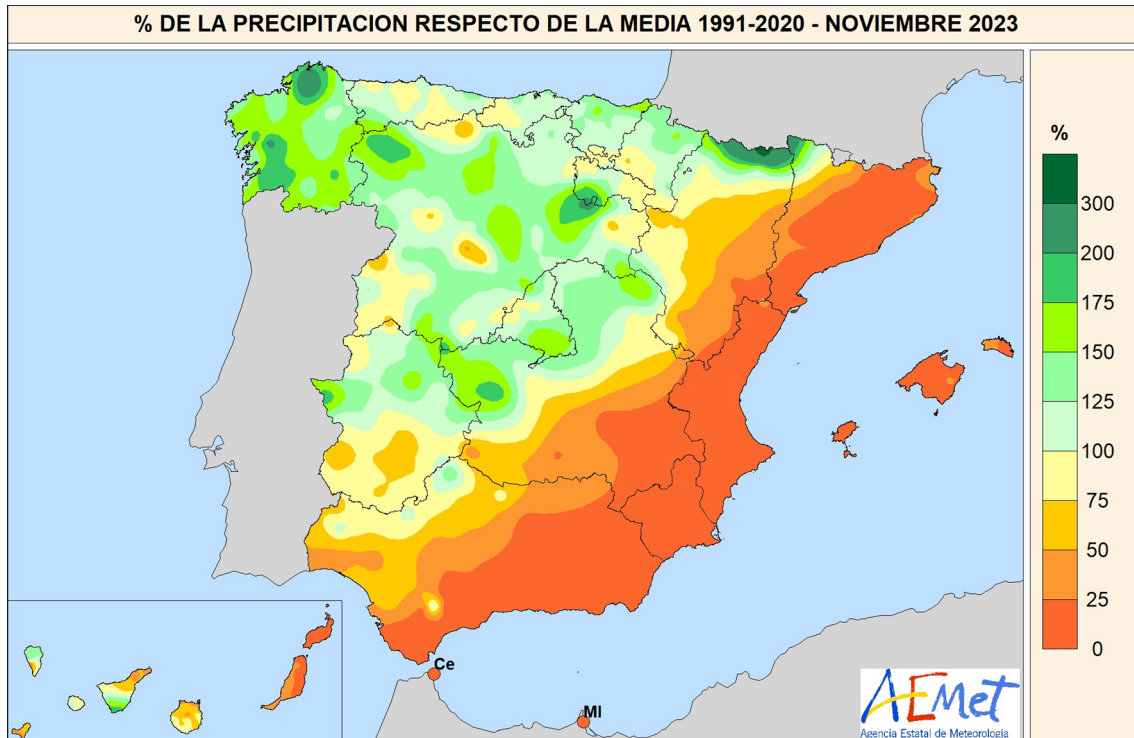 % DE LA PRECIPITACION RESPECTO DE LA MEDIA 1991-2020 - NOVIEMBRE 2023
%
300
200
175
150
125
100
75
50
25
0
Ce
Ml
AEMet
Agencia Estatal de Meteorología